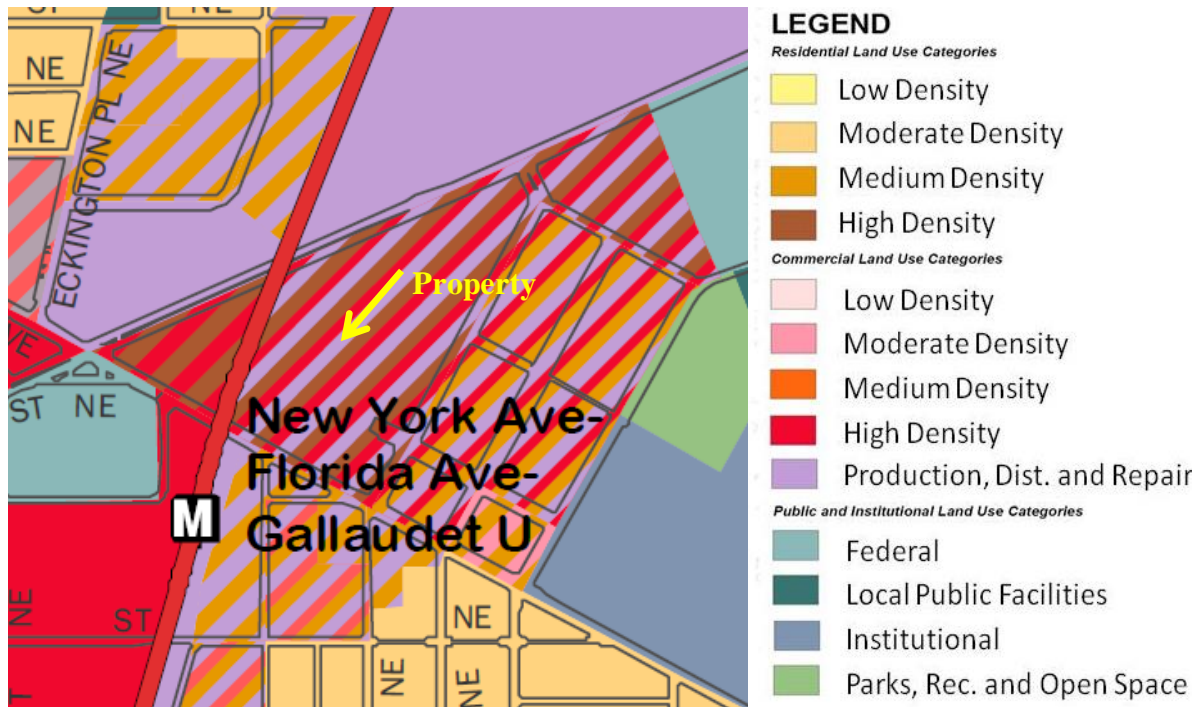 ST
NE
NE
NE
ECKINGTON PL NE
N
VE
ST NE
Property
New York Ave-
Florida Ave-
Gallaudet U
M
NE
ST
NE
NE
NE
T
LEGEND
Residential Land Use Categories
Low Density
Moderate Density
Medium Density
High Density
Commercial Land Use Categories
Low Density
Moderate Density
Medium Density
High Density
Production, Dist. and Repair
Public and Institutional Land Use Categories
Federal
Local Public Facilities
Institutional
Parks, Rec. and Open Space